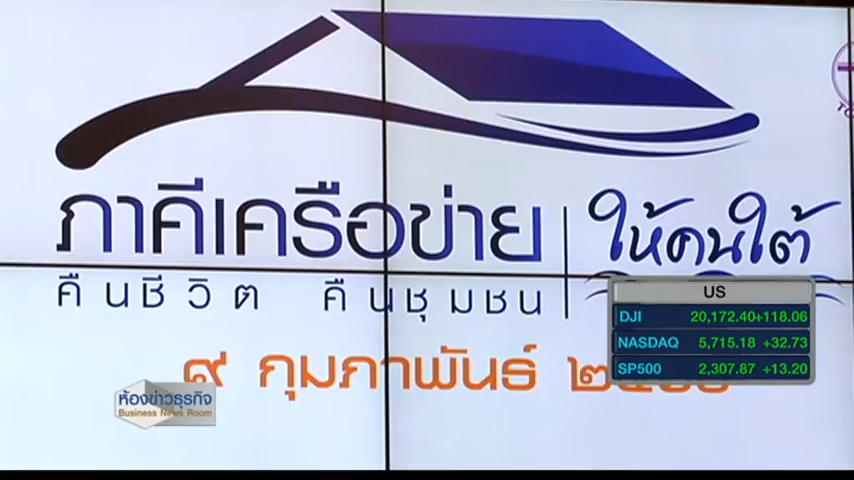 ภาคีเครือข่าย ให้คนใต้
คืนชีวิต คืนชุมชน
๙ กุมภาพันธ์
US
DJI 20,172.40+118.06
NASDAQ 5,715.18 +32.73
SP500 2,307.87 +13.20
ห้องข่าวธุรกิจ
Business News Room